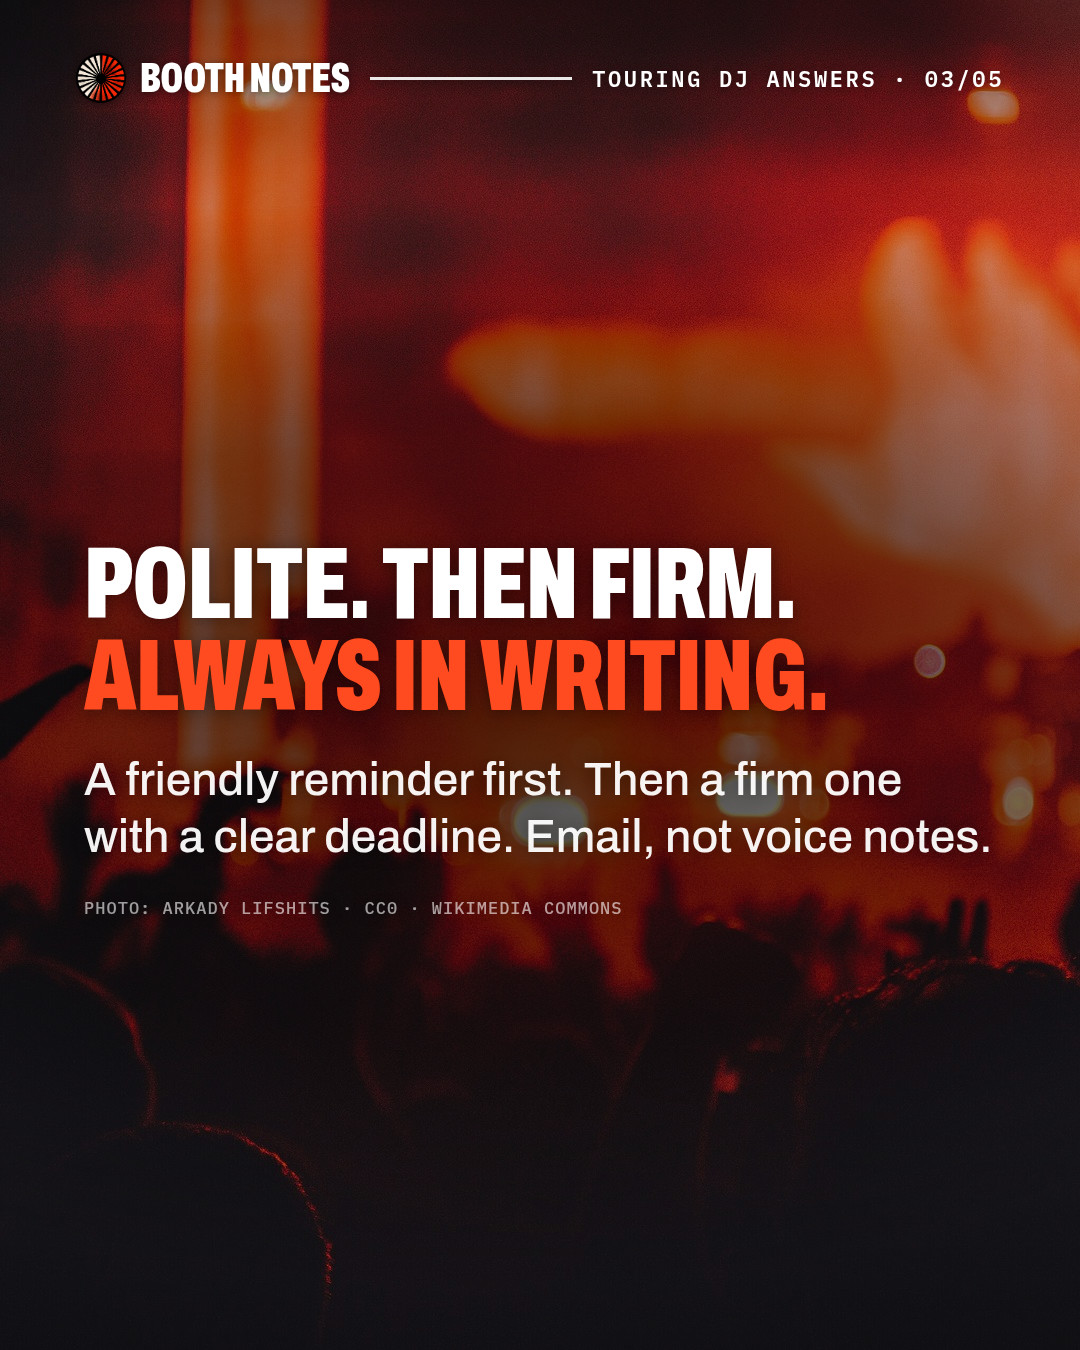 BOOTH NOTES
TOURING DJ ANSWERS · 03/05
POLITE. THEN FIRM.
ALWAYS IN WRITING.
A friendly reminder first. Then a firm one
with a clear deadline. Email, not voice notes.
PHOTO: ARKADY LIFSHITS · CC0 · WIKIMEDIA COMMONS